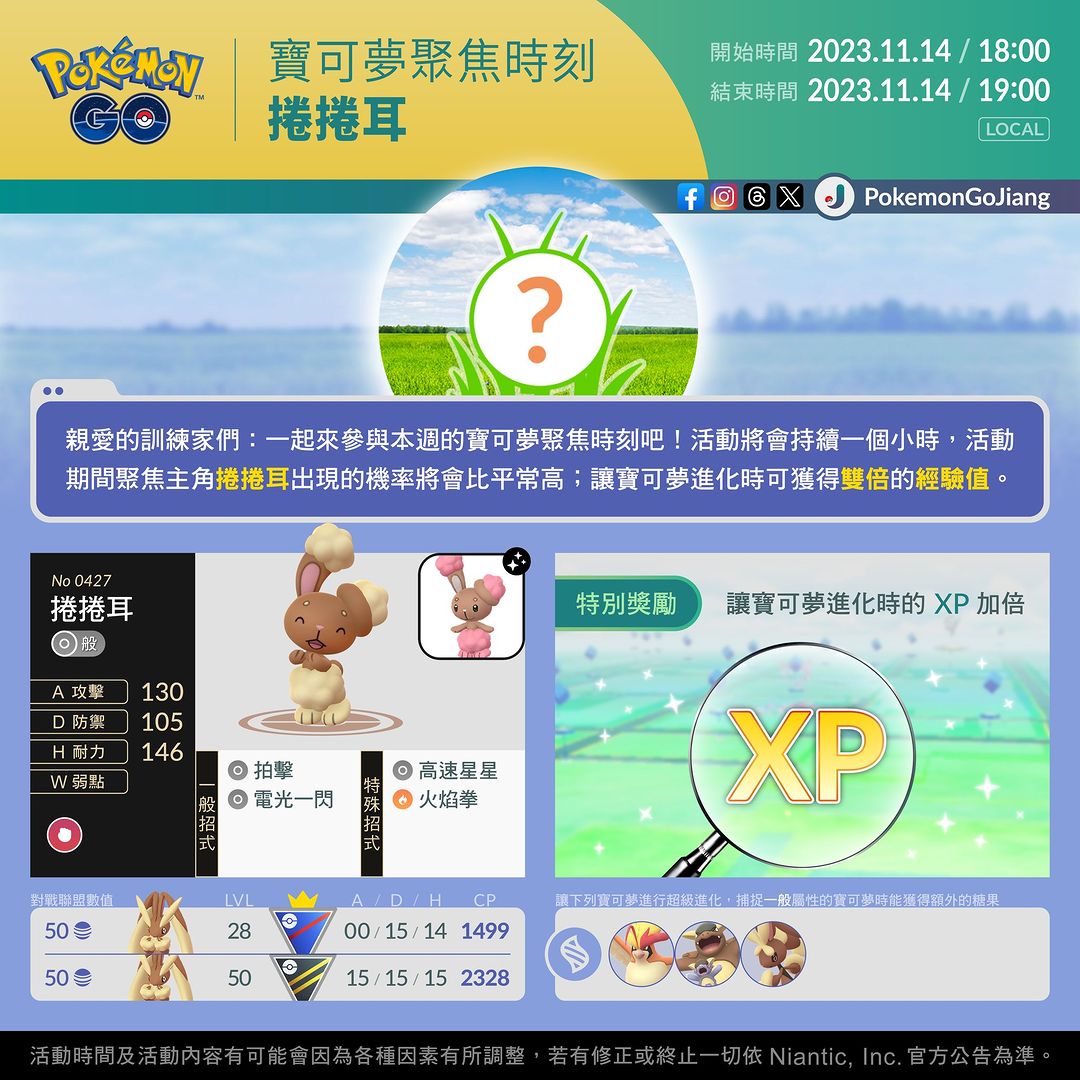 POKÉMON GO
TM
寶可夢聚焦時刻
捲捲耳
開始時間 2023.11.14 / 18:00
結束時間 2023.11.14 / 19:00
LOCAL
PokemonGoJiang
?
親愛的訓練家們：一起來參與本週的寶可夢聚焦時刻吧！活動將會持續一個小時，活動
期間聚焦主角捲捲耳出現的機率將會比平常高；讓寶可夢進化時可獲得雙倍的經驗值。
No 0427
捲捲耳
般
A 攻擊 130
D 防禦 105
H 耐力 146
W 弱點
一般招式
拍擊
電光一閃
特殊招式
高速星星
火焰拳
特別獎勵
讓寶可夢進化時的 XP 加倍
XP
對戰聯盟數值 LVL A / D / H CP
50 28 00 / 15 / 14 1499
50 50 15 / 15 / 15 2328
讓下列寶可夢進行超級進化，捕捉一般屬性的寶可夢時能獲得額外的糖果
活動時間及活動內容有可能會因為各種因素有所調整，若有修正或終止一切依 Niantic, Inc. 官方公告為準。